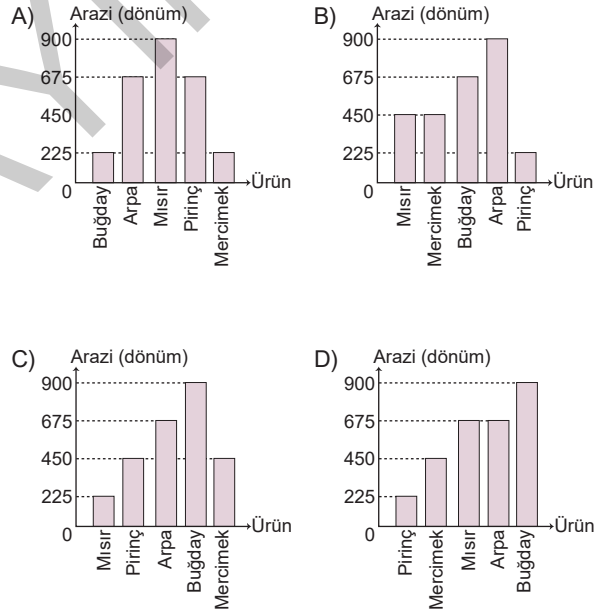 A) Arazi (dönüm)
900
675
450
225
0
Ürün
Buğday
Arpa
Mısır
Pirinç
Mercimek
B) Arazi (dönüm)
900
675
450
225
0
Ürün
Mısır
Mercimek
Buğday
Arpa
Pirinç
C) Arazi (dönüm)
900
675
450
225
0
Ürün
Mısır
Pirinç
Arpa
Buğday
Mercimek
D) Arazi (dönüm)
900
675
450
225
0
Ürün
Pirinç
Mercimek
Mısır
Arpa
Buğday